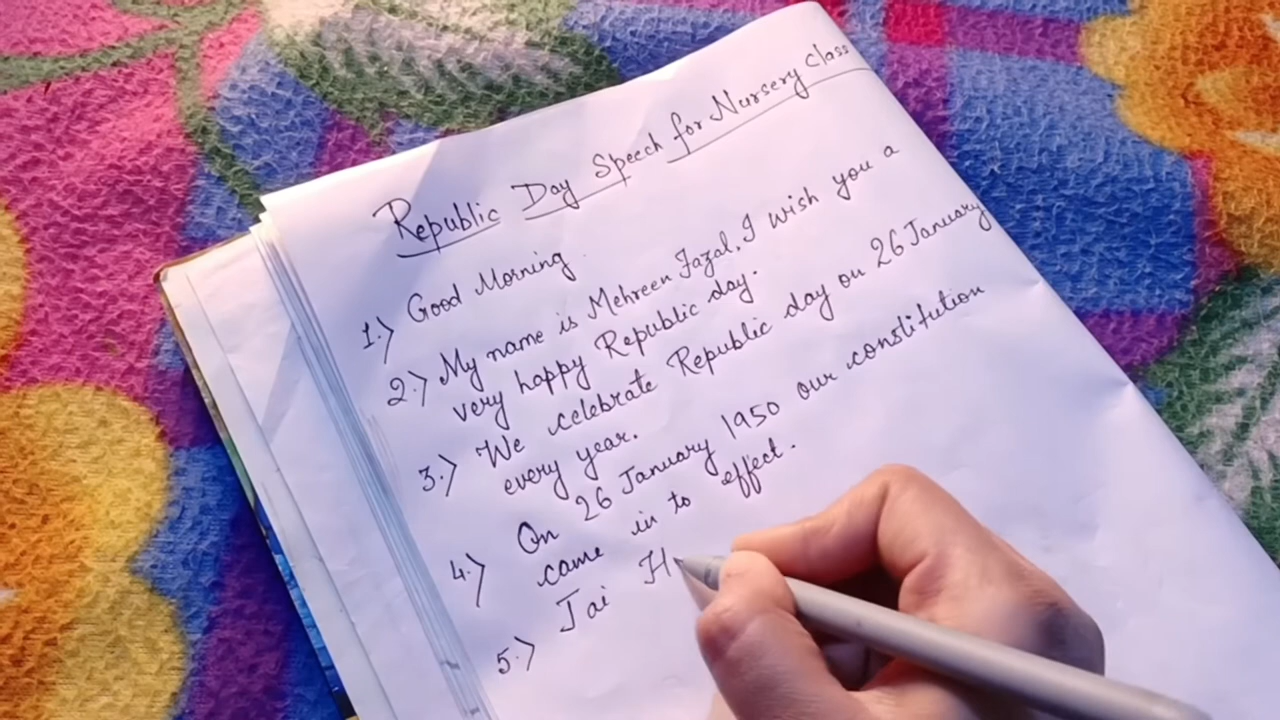 Republic Day Speech for Nursery class
1.) Good Morning.
2.) My name is Mehreen Fazal. I wish you a
very happy Republic day.
3.) We celebrate Republic day on 26 January
every year.
4.) On 26 January 1950 our constitution
came in to effect.
5.) Jai H